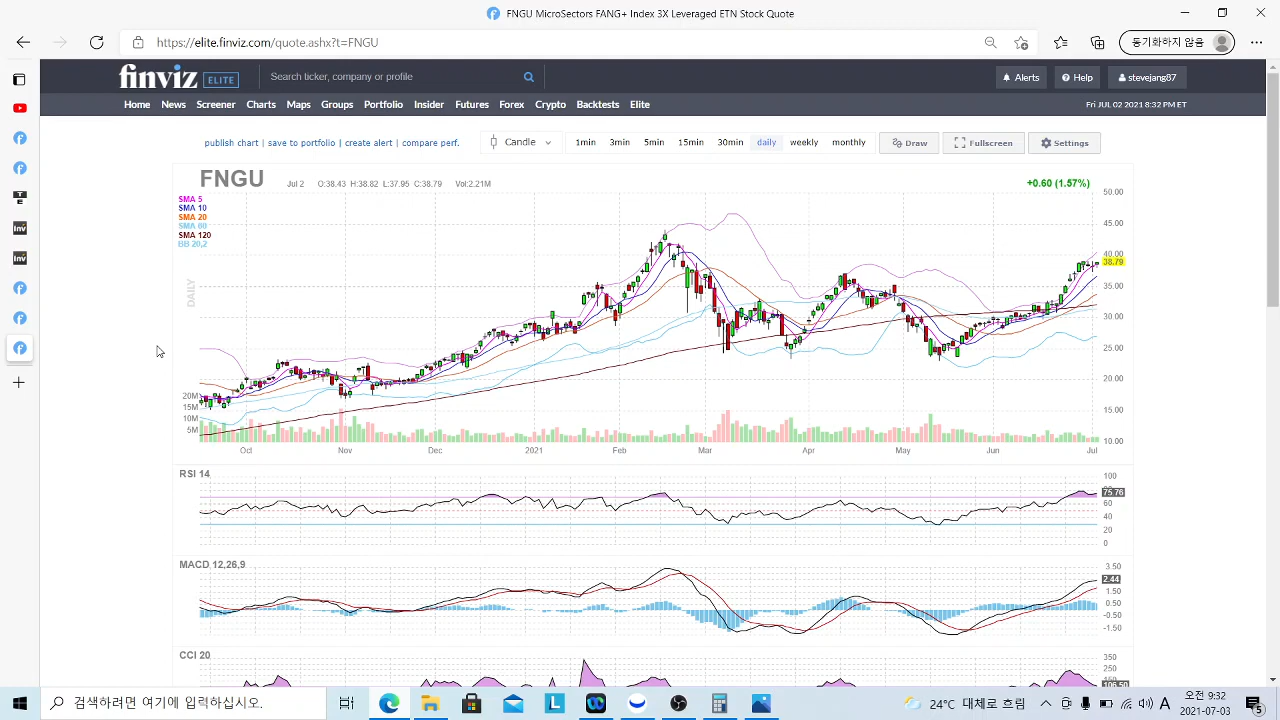 FNGU MicroSectors FANG+ Index 3X Leveraged ETN Stock Quote
https://elite.finviz.com/quote.ashx?t=FNGU
동기화하지 않음
finviz ELITE
Search ticker, company or profile
Alerts
Help
stevejang87
Home News Screener Charts Maps Groups Portfolio Insider Futures Forex Crypto Backtests Elite
Fri JUL 02 2021 8:32 PM ET
publish chart | save to portfolio | create alert | compare perf.
Candle
1min 3min 5min 15min 30min daily weekly monthly
Draw
Fullscreen
Settings
FNGU
Jul 2 O:38.43 H:38.82 L:37.95 C:38.79 Vol:2.21M
+0.60 (1.57%)
SMA 5
SMA 10
SMA 20
SMA 60
SMA 120
BB 20,2
DAILY
50.00
45.00
40.00
38.79
35.00
30.00
25.00
20.00
15.00
10.00
20M
15M
10M
5M
Oct Nov Dec 2021 Feb Mar Apr May Jun Jul
RSI 14
100
75.76
60
40
20
0
MACD 12,26,9
3.50
2.44
1.50
0.50
-0.50
-1.50
CCI 20
350
250
106.50
검색하려면 여기에 입력하십시오.
24°C 대체로 흐림
A
오전 9:32
2021-07-03
5